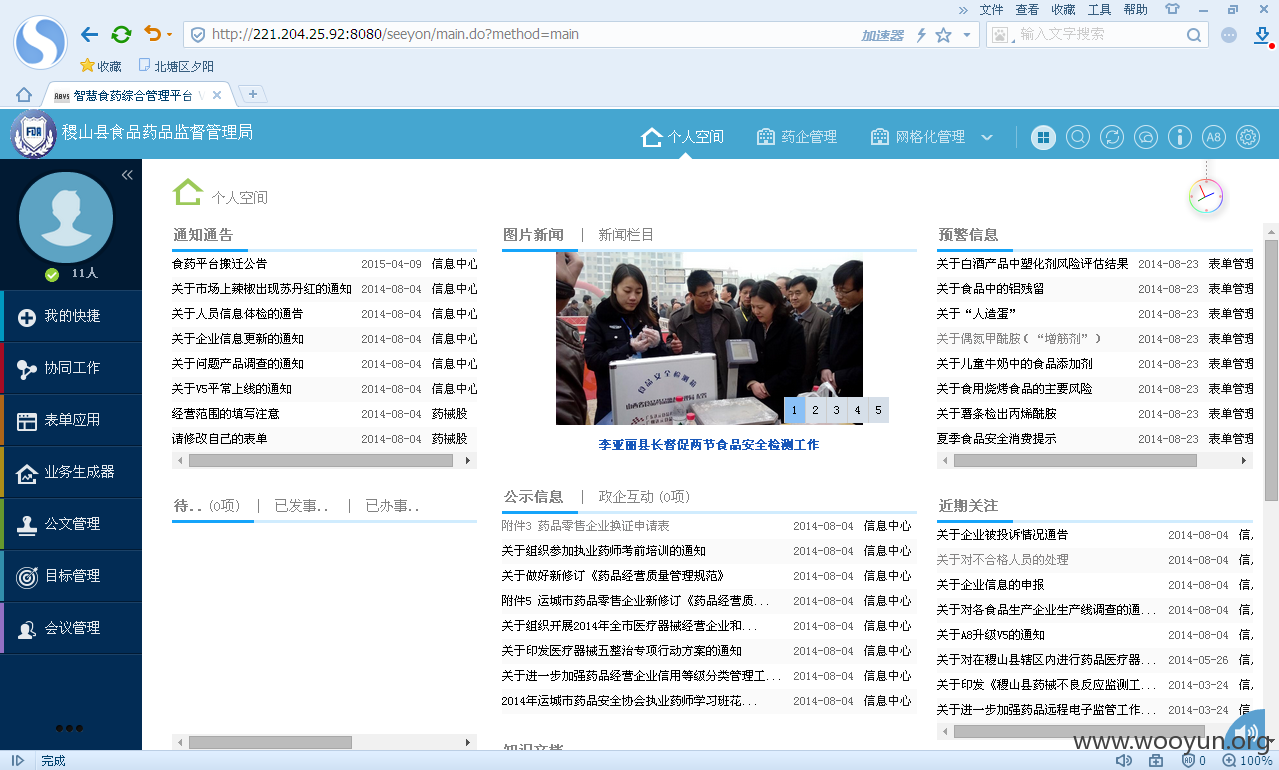 » 文件 查看 收藏 工具 帮助
http://221.204.25.92:8080/seeyon/main.do?method=main 加速器 输入文字搜索
收藏 北塘区夕阳
A8V5 智慧食药综合管理平台
FDA 稷山县食品药品监督管理局 个人空间 药企管理 网格化管理 A8
个人空间
11人
我的快捷
协同工作
表单应用
业务生成器
公文管理
目标管理
会议管理
通知通告
食药平台搬迁公告 2015-04-09 信息中心
关于市场上辣椒出现苏丹红的通知 2014-08-04 信息中心
关于人员信息体检的通告 2014-08-04 信息中心
关于企业信息更新的通知 2014-08-04 信息中心
关于问题产品调查的通知 2014-08-04 信息中心
关于V5平常上线的通知 2014-08-04 信息中心
经营范围的填写注意 2014-08-04 药械股
请修改自己的表单 2014-08-04 药械股
图片新闻 | 新闻栏目
食品安全检测箱
1 2 3 4 5
李亚丽县长督促两节食品安全检测工作
预警信息
关于白酒产品中塑化剂风险评估结果 2014-08-23 表单管理
关于食品中的铝残留 2014-08-23 表单管理
关于“人造蛋” 2014-08-23 表单管理
关于偶氮甲酰胺(“增筋剂”) 2014-08-23 表单管理
关于儿童牛奶中的食品添加剂 2014-08-23 表单管理
关于食用烧烤食品的主要风险 2014-08-23 表单管理
关于薯条检出丙烯酰胺 2014-08-23 表单管理
夏季食品安全消费提示 2014-08-23 表单管理
待.. (0项) | 已发事.. | 已办事..
公示信息 | 政企互动 (0项)
附件3 药品零售企业换证申请表 2014-08-04 信息中心
关于组织参加执业药师考前培训的通知 2014-08-04 信息中心
关于做好新修订《药品经营质量管理规范》 2014-08-04 信息中心
附件5 运城市药品零售企业新修订《药品经营质... 2014-08-04 信息中心
关于组织开展2014年全市医疗器械经营企业和... 2014-08-04 信息中心
关于印发医疗器械五整治专项行动方案的通知 2014-08-04 信息中心
关于进一步加强药品经营企业信用等级分类管理工... 2014-08-04 信息中心
2014年运城市药品安全协会执业药师学习班花... 2014-08-04 信息中心
知识文档
近期关注
关于企业被投诉情况通告 2014-08-04 信.
关于对不合格人员的处理 2014-08-04 信.
关于企业信息的申报 2014-08-04 信.
关于对各食品生产企业生产线调查的通... 2014-08-04 信.
关于A8升级V5的通知 2014-08-04 信.
关于对在稷山县辖区内进行药品医疗器... 2014-05-26 信.
关于印发《稷山县药械不良反应监测工... 2014-03-24 信.
关于进一步加强药品远程电子监管工作... 2014-03-24 信.
www.wooyun.org
完成 0 100%